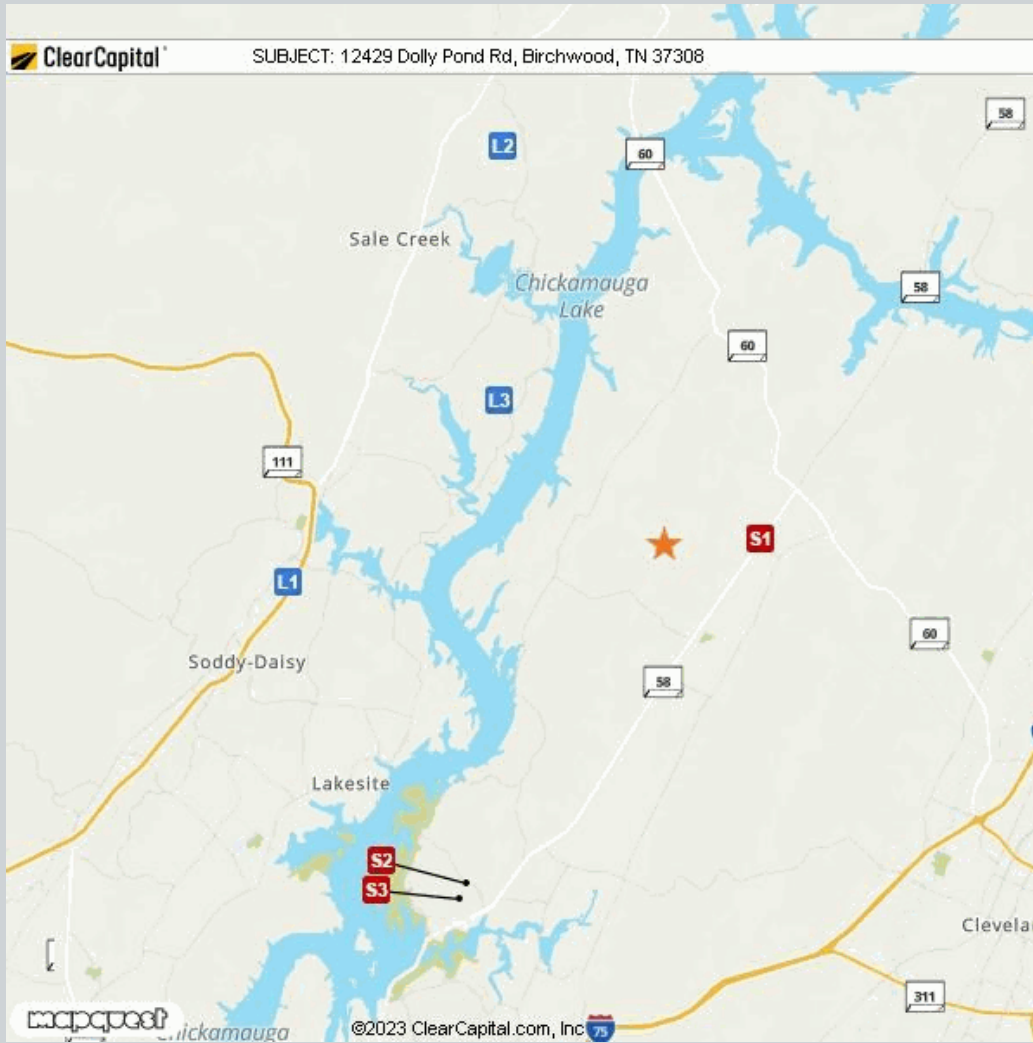 ClearCapital
SUBJECT: 12429 Dolly Pond Rd, Birchwood, TN 37308
58
L2
60
Sale Creek
Chickamauga
Lake
58
60
L3
111
S1
L1
60
Soddy-Daisy
58
Lakesite
S2
S3
Clevela
311
mapquest
©2023 ClearCapital.com, Inc
75
Chickamauga